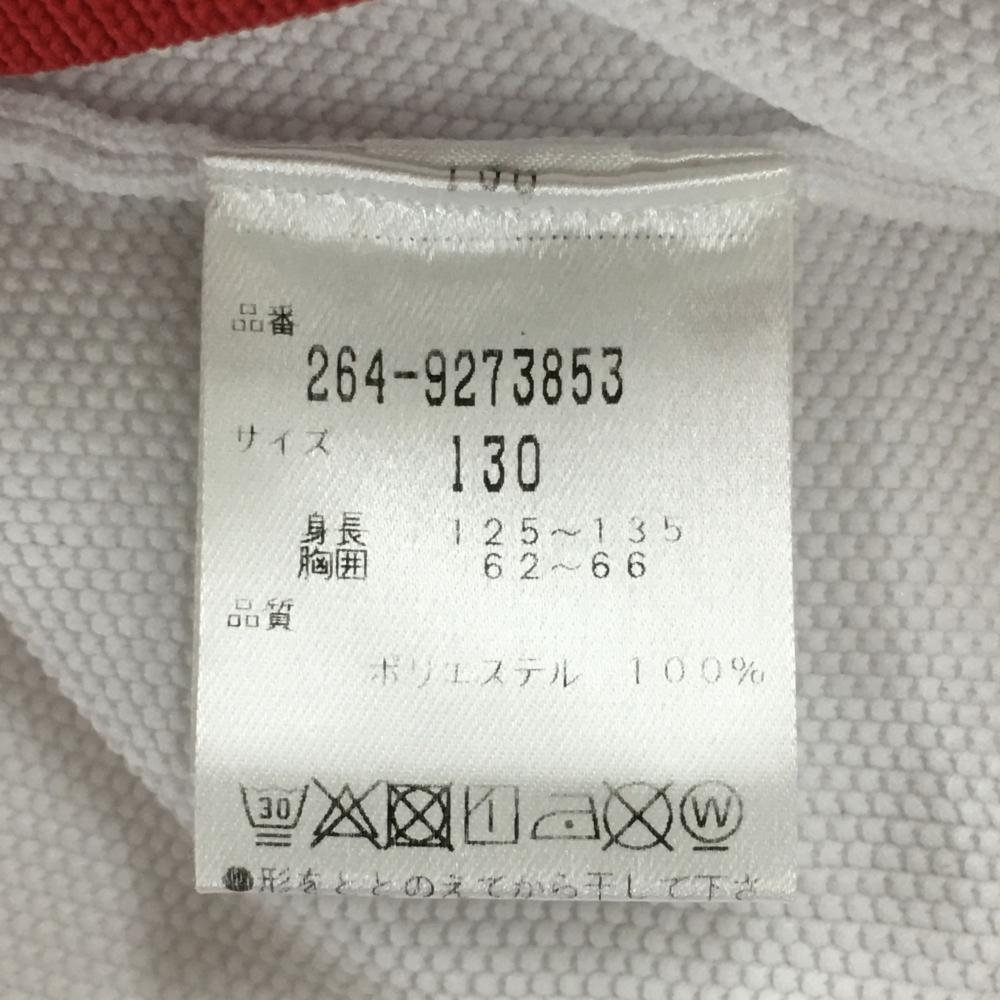 品番
264-9273853
サイズ
130
身長 125～135
胸囲 62～66
品質
ポリエステル 100%
30 W
●形をととのえてから干して下さ